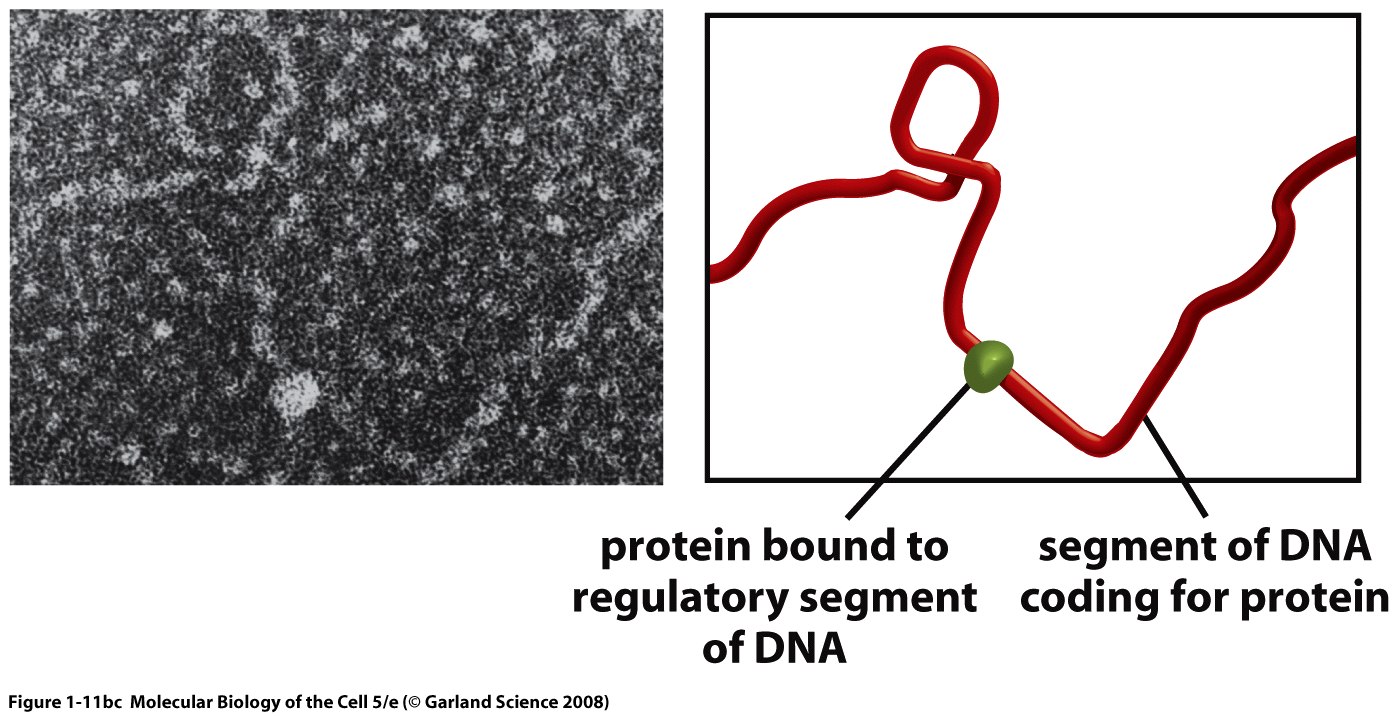 protein bound to
regulatory segment
of DNA
segment of DNA
coding for protein
Figure 1-11bc  Molecular Biology of the Cell 5/e (© Garland Science 2008)